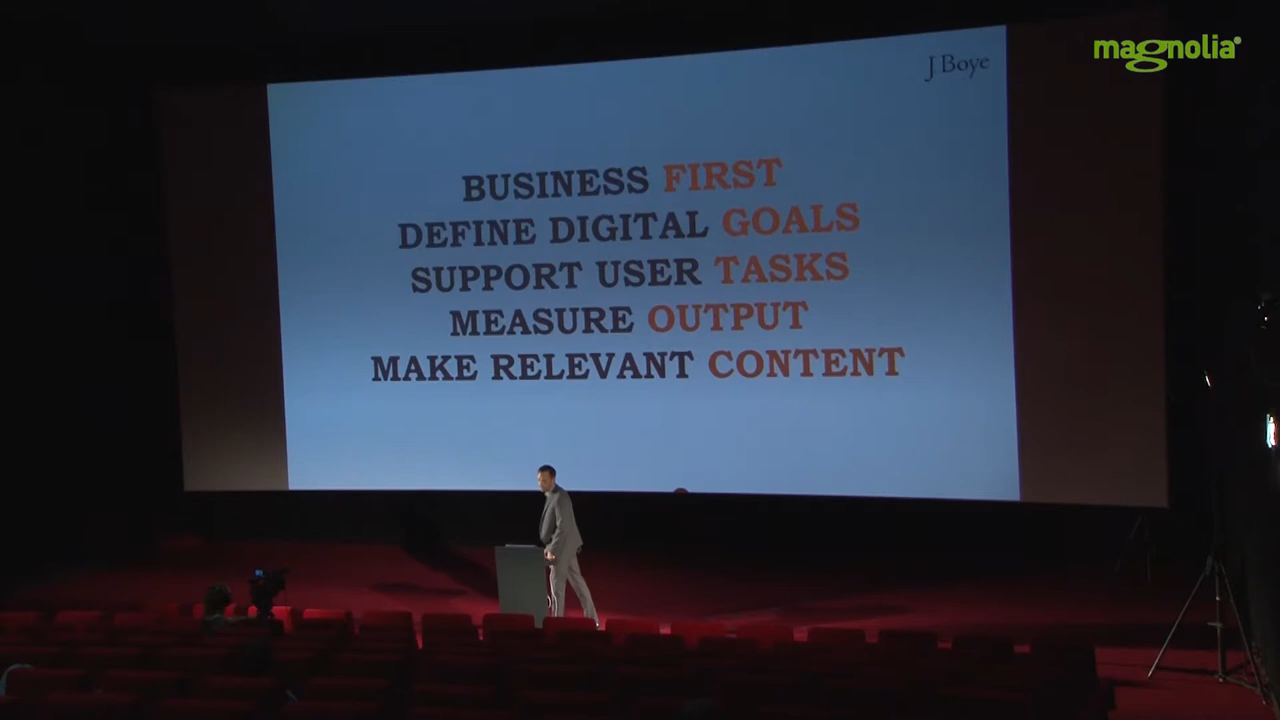 magnolia®
J Boye
BUSINESS FIRST
DEFINE DIGITAL GOALS
SUPPORT USER TASKS
MEASURE OUTPUT
MAKE RELEVANT CONTENT